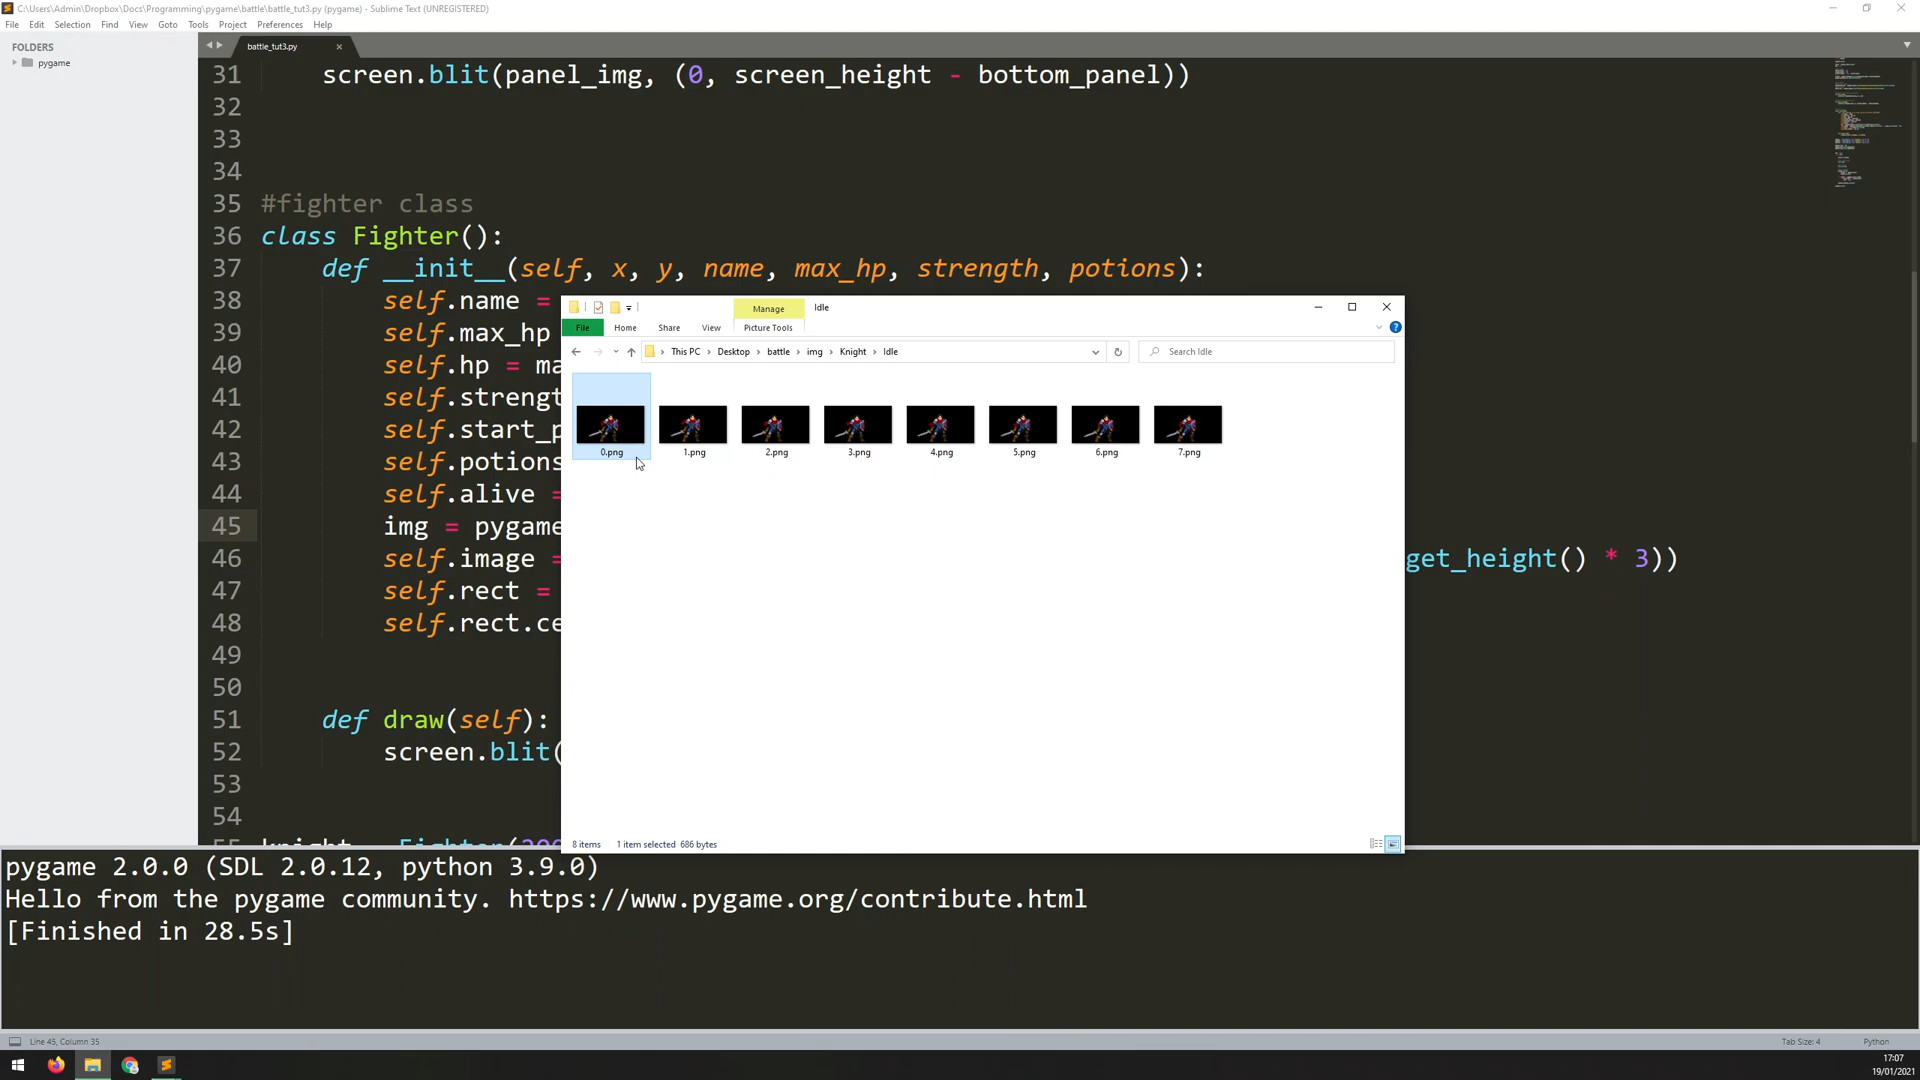 C:\Users\Admin\Dropbox\Docs\Programming\pygame\battle\battle_tut3.py (pygame) - Sublime Text (UNREGISTERED)
File Edit Selection Find View Goto Tools Project Preferences Help
FOLDERS
pygame
battle_tut3.py
31 screen.blit(panel_img, (0, screen_height - bottom_panel))
32
33
34
35 #fighter class
36 class Fighter():
37 def __init__(self, x, y, name, max_hp, strength, potions):
38 self.name =
39 self.max_hp
40 self.hp = ma
41 self.strengt
42 self.start_p
43 self.potions
44 self.alive =
45 img = pygame
46 self.image = get_height() * 3))
47 self.rect =
48 self.rect.ce
49
50
51 def draw(self):
52 screen.blit(
53
54
55 knight = Fighter(200
Manage Idle
File Home Share View Picture Tools
This PC Desktop battle img Knight Idle
Search Idle
0.png 1.png 2.png 3.png 4.png 5.png 6.png 7.png
8 items 1 item selected 686 bytes
pygame 2.0.0 (SDL 2.0.12, python 3.9.0)
Hello from the pygame community. https://www.pygame.org/contribute.html
[Finished in 28.5s]
Line 45, Column 35
Tab Size: 4 Python
17:07
19/01/2021